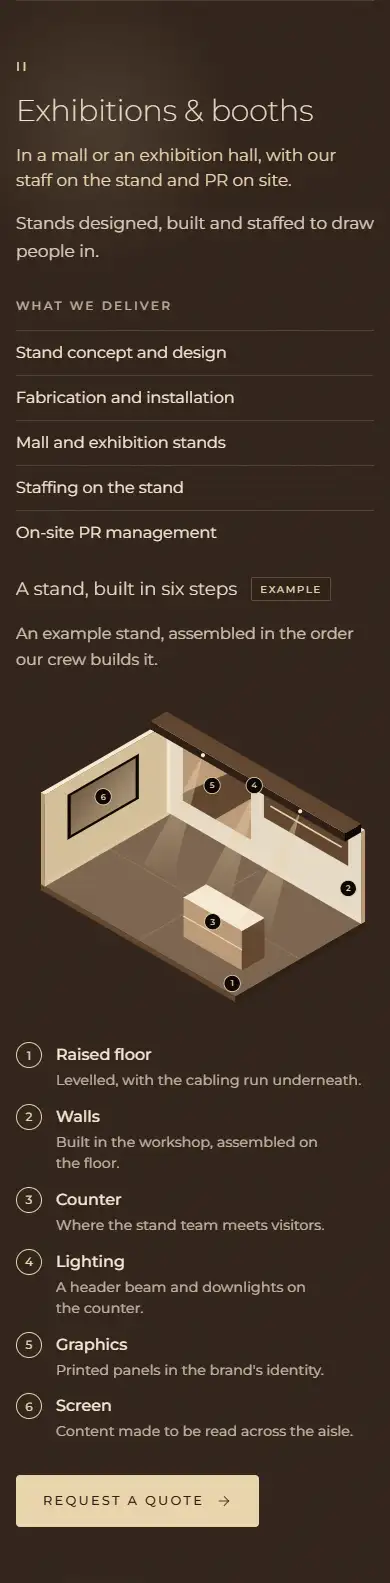 II
Exhibitions & booths
In a mall or an exhibition hall, with our
staff on the stand and PR on site.
Stands designed, built and staffed to draw
people in.
WHAT WE DELIVER
Stand concept and design
Fabrication and installation
Mall and exhibition stands
Staffing on the stand
On-site PR management
A stand, built in six steps EXAMPLE
An example stand, assembled in the order
our crew builds it.
5 4
6
2
3
1
1 Raised floor
Levelled, with the cabling run underneath.
2 Walls
Built in the workshop, assembled on
the floor.
3 Counter
Where the stand team meets visitors.
4 Lighting
A header beam and downlights on
the counter.
5 Graphics
Printed panels in the brand's identity.
6 Screen
Content made to be read across the aisle.
REQUEST A QUOTE →